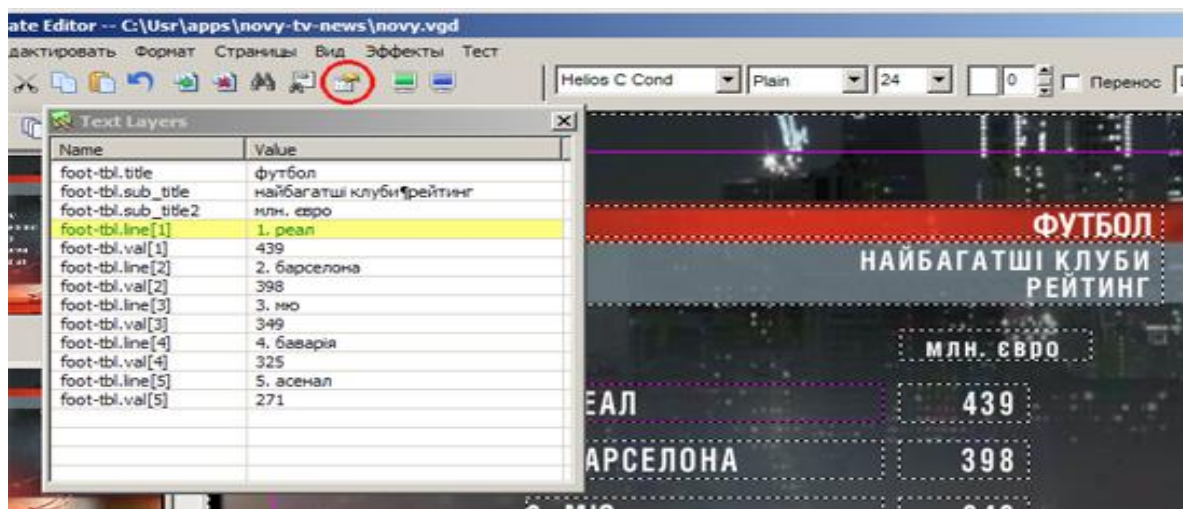 ate Editor -- C:\Usr\apps\novy-tv-news\novy.vgd
дактировать Формат Страницы Вид Эффекты Тест
Helios C Cond Plain 24 0 Перенос
Text Layers
Name Value
foot-tbl.title футбол
foot-tbl.sub_title найбагатші клуби¶рейтинг
foot-tbl.sub_title2 млн. євро
foot-tbl.line[1] 1. реал
foot-tbl.val[1] 439
foot-tbl.line[2] 2. барселона
foot-tbl.val[2] 398
foot-tbl.line[3] 3. мю
foot-tbl.val[3] 349
foot-tbl.line[4] 4. баварія
foot-tbl.val[4] 325
foot-tbl.line[5] 5. асенал
foot-tbl.val[5] 271
ФУТБОЛ
НАЙБАГАТШІ КЛУБИ
РЕЙТИНГ
МЛН. ЄВРО
ЕАЛ 439
АРСЕЛОНА 398